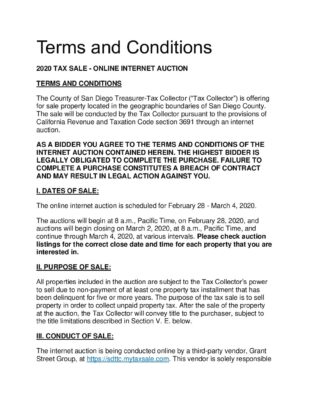 Terms and Conditions
2020 TAX SALE - ONLINE INTERNET AUCTION
TERMS AND CONDITIONS
The County of San Diego Treasurer-Tax Collector ("Tax Collector") is offering
for sale property located in the geographic boundaries of San Diego County.
The sale will be conducted by the Tax Collector pursuant to the provisions of
California Revenue and Taxation Code section 3691 through an internet
auction.
AS A BIDDER YOU AGREE TO THE TERMS AND CONDITIONS OF THE
INTERNET AUCTION CONTAINED HEREIN. THE HIGHEST BIDDER IS
LEGALLY OBLIGATED TO COMPLETE THE PURCHASE. FAILURE TO
COMPLETE A PURCHASE CONSTITUTES A BREACH OF CONTRACT
AND MAY RESULT IN LEGAL ACTION AGAINST YOU.
I. DATES OF SALE:
The online internet auction is scheduled for February 28 - March 4, 2020.
The auctions will begin at 8 a.m., Pacific Time, on February 28, 2020, and
auctions will begin closing on March 2, 2020, at 8 a.m., Pacific Time, and
continue through March 4, 2020, at various intervals. Please check auction
listings for the correct close date and time for each property that you are
interested in.
II. PURPOSE OF SALE:
All properties included in the auction are subject to the Tax Collector's power
to sell due to non-payment of at least one property tax installment that has
been delinquent for five or more years. The purpose of the tax sale is to sell
property in order to collect unpaid property tax. After the sale of the property
at the auction, the Tax Collector will convey title to the purchaser, subject to
the title limitations described in Section V. E. below.
III. CONDUCT OF SALE:
The internet auction is being conducted online by a third-party vendor, Grant
Street Group, at https://sdttc.mytaxsale.com. This vendor is solely responsible